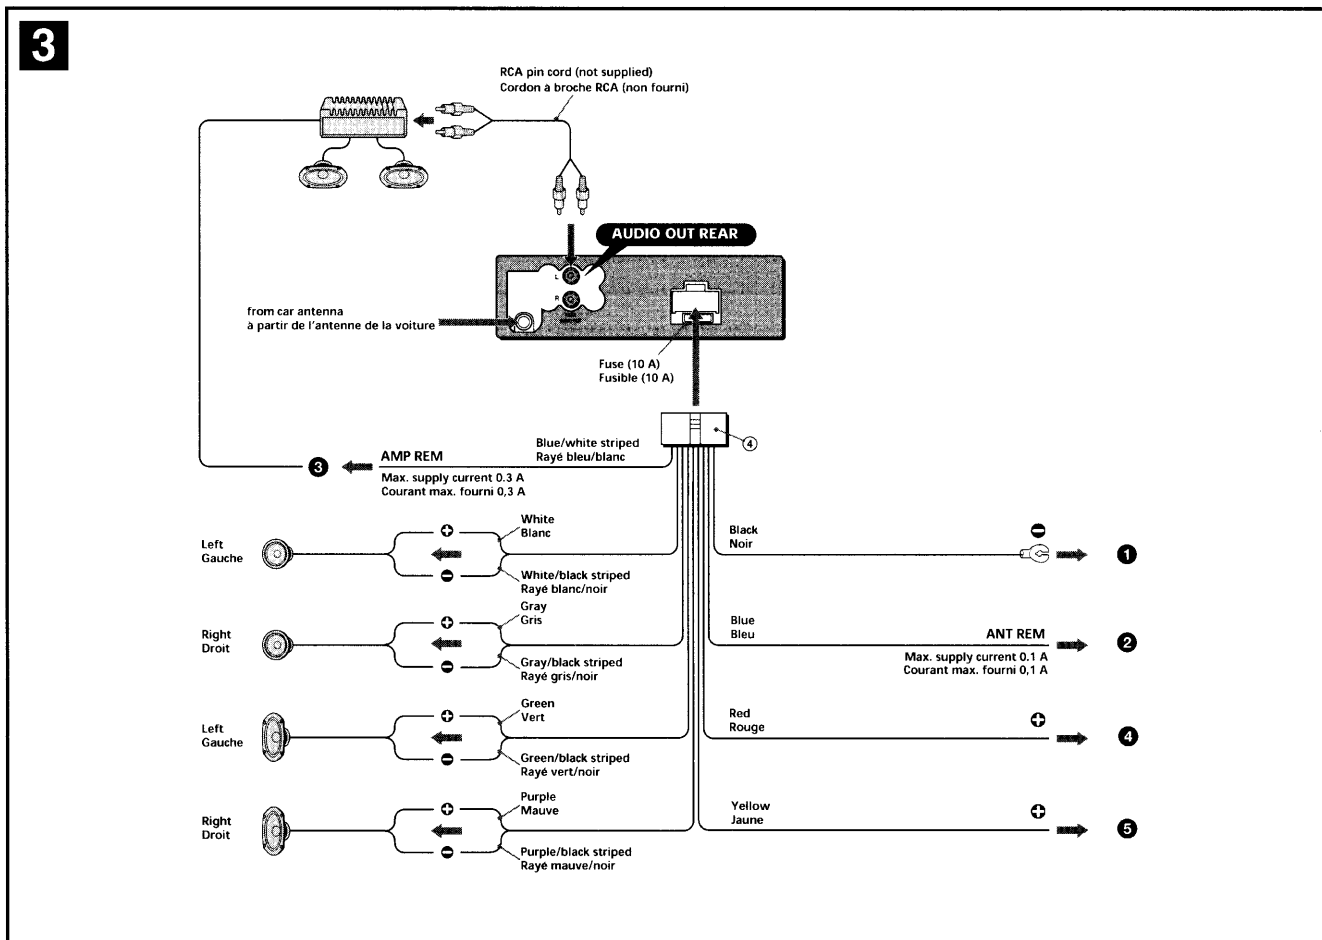 3
RCA pin cord (not supplied)
Cordon à broche RCA (non fourni)
AUDIO OUT REAR
L
R
from car antenna
à partir de l'antenne de la voiture
Fuse (10 A)
Fusible (10 A)
4
Blue/white striped
Rayé bleu/blanc
3
AMP REM
Max. supply current 0.3 A
Courant max. fourni 0,3 A
White
Blanc
Left
Gauche
White/black striped
Rayé blanc/noir
Black
Noir
1
Gray
Gris
Right
Droit
Gray/black striped
Rayé gris/noir
Blue
Bleu
ANT REM
2
Max. supply current 0.1 A
Courant max. fourni 0,1 A
Green
Vert
Left
Gauche
Green/black striped
Rayé vert/noir
Red
Rouge
4
Purple
Mauve
Right
Droit
Purple/black striped
Rayé mauve/noir
Yellow
Jaune
5